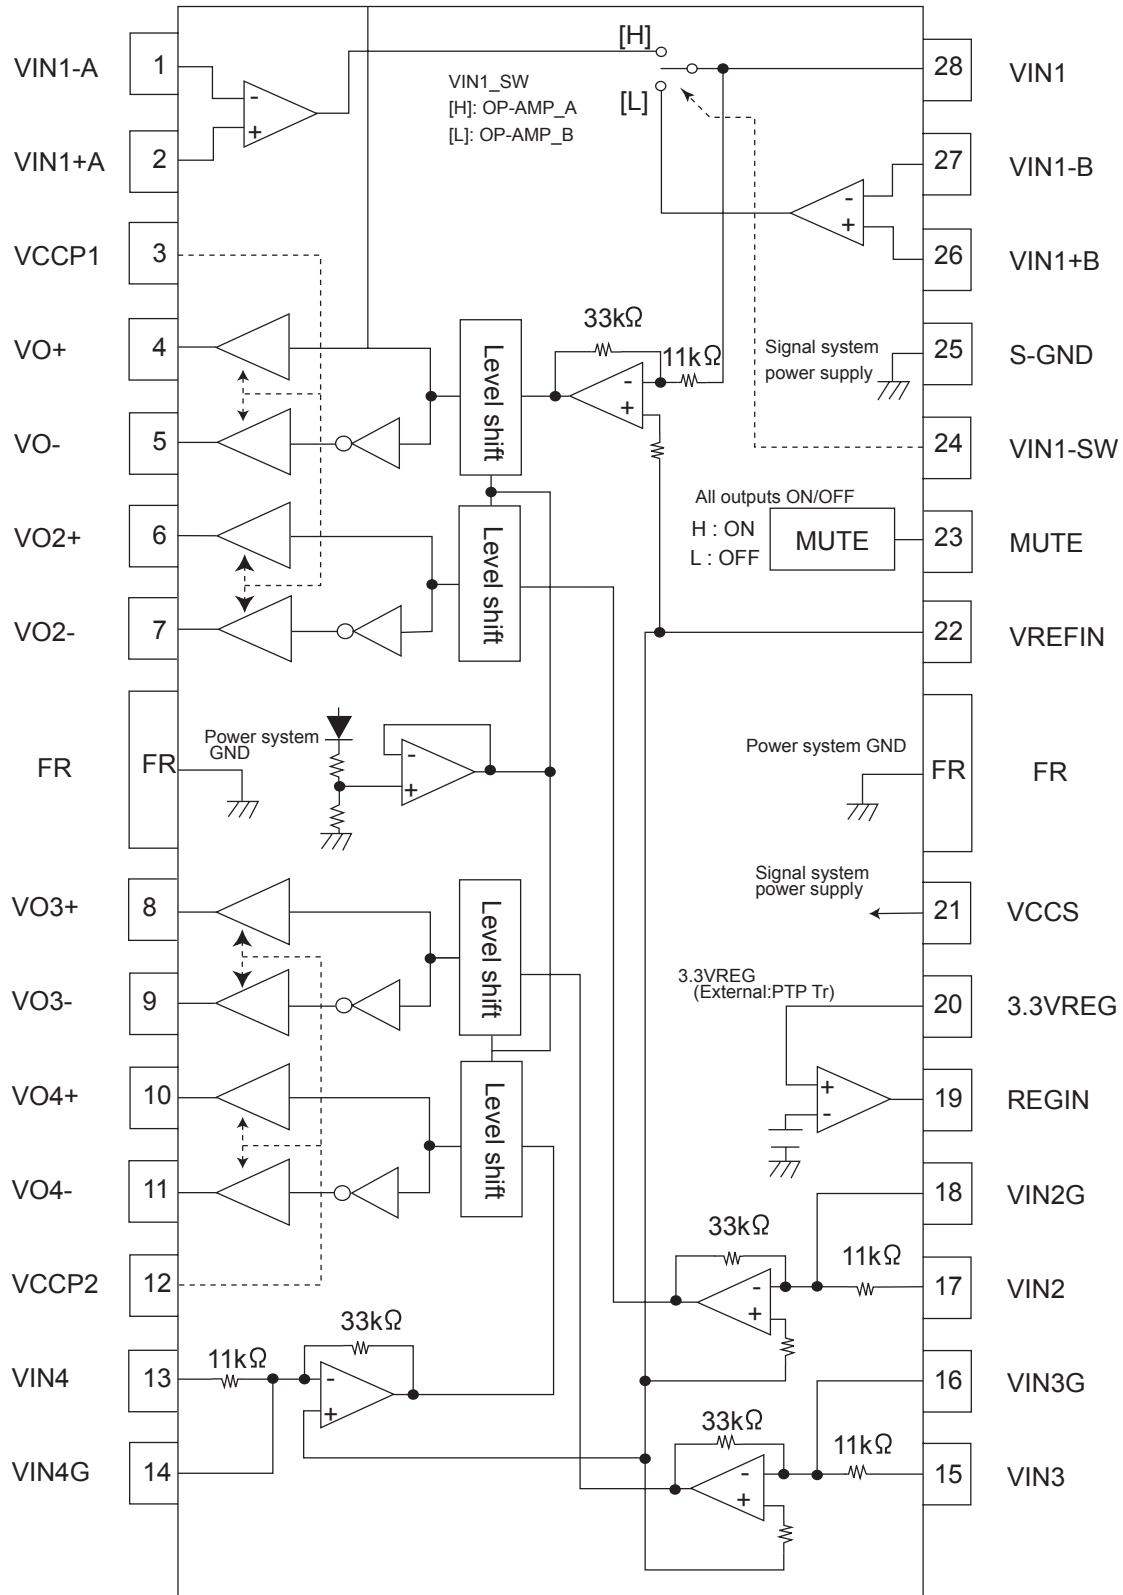 VIN1-A
1
VIN1+A
2
VCCP1
3
VO+
4
VO-
5
VO2+
6
VO2-
7
FR
FR
VO3+
8
VO3-
9
VO4+
10
VO4-
11
VCCP2
12
VIN4
13
VIN4G
14
[H]
VIN1_SW
[H]: OP-AMP_A
[L]: OP-AMP_B
[L]
-
+
-
+
33kΩ
11kΩ
-
+
Level shift
Level shift
Signal system
power supply
All outputs ON/OFF
H : ON
L : OFF
MUTE
Power system
GND
-
+
Power system GND
Signal system
power supply
Level shift
Level shift
3.3VREG
(External:PTP Tr)
+
-
33kΩ
11kΩ
-
+
33kΩ
11kΩ
-
+
33kΩ
11kΩ
-
+
28
VIN1
27
VIN1-B
26
VIN1+B
25
S-GND
24
VIN1-SW
23
MUTE
22
VREFIN
FR
FR
21
VCCS
20
3.3VREG
19
REGIN
18
VIN2G
17
VIN2
16
VIN3G
15
VIN3